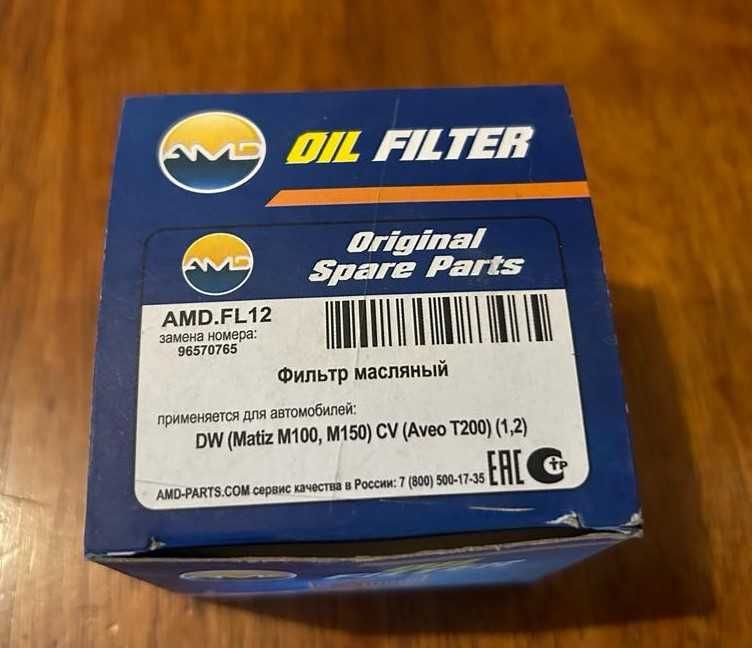 AMD OIL FILTER
AMD Original
Spare Parts
AMD.FL12
замена номера:
96570765
Фильтр масляный
применяется для автомобилей:
DW (Matiz M100, M150) CV (Aveo T200) (1,2)
AMD-PARTS.COM сервис качества в России: 7 (800) 500-17-35 EAC СТР